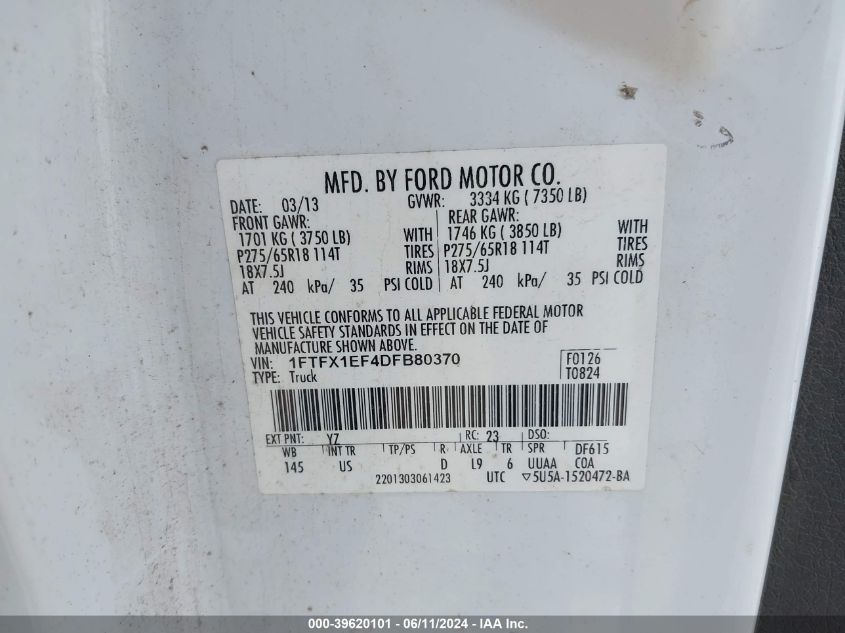 MFD. BY FORD MOTOR CO.
DATE: 03/13 GVWR: 3334 KG ( 7350 LB)
FRONT GAWR: REAR GAWR:
1701 KG ( 3750 LB) WITH 1746 KG ( 3850 LB) WITH
P275/65R18 114T TIRES P275/65R18 114T TIRES
18X7.5J RIMS 18X7.5J RIMS
AT 240 kPa/ 35 PSI COLD AT 240 kPa/ 35 PSI COLD
THIS VEHICLE CONFORMS TO ALL APPLICABLE FEDERAL MOTOR
VEHICLE SAFETY STANDARDS IN EFFECT ON THE DATE OF
MANUFACTURE SHOWN ABOVE.
VIN: 1FTFX1EF4DFB80370 F0126
TYPE: Truck T0824
EXT PNT: YZ RC: 23 DSO:
WB INT TR TP/PS R AXLE TR SPR DF615
145 US D L9 6 UUAA COA
2201303061423 UTC ▽5U5A-1520472-BA
000-39620101 - 06/11/2024 - IAAI Inc.